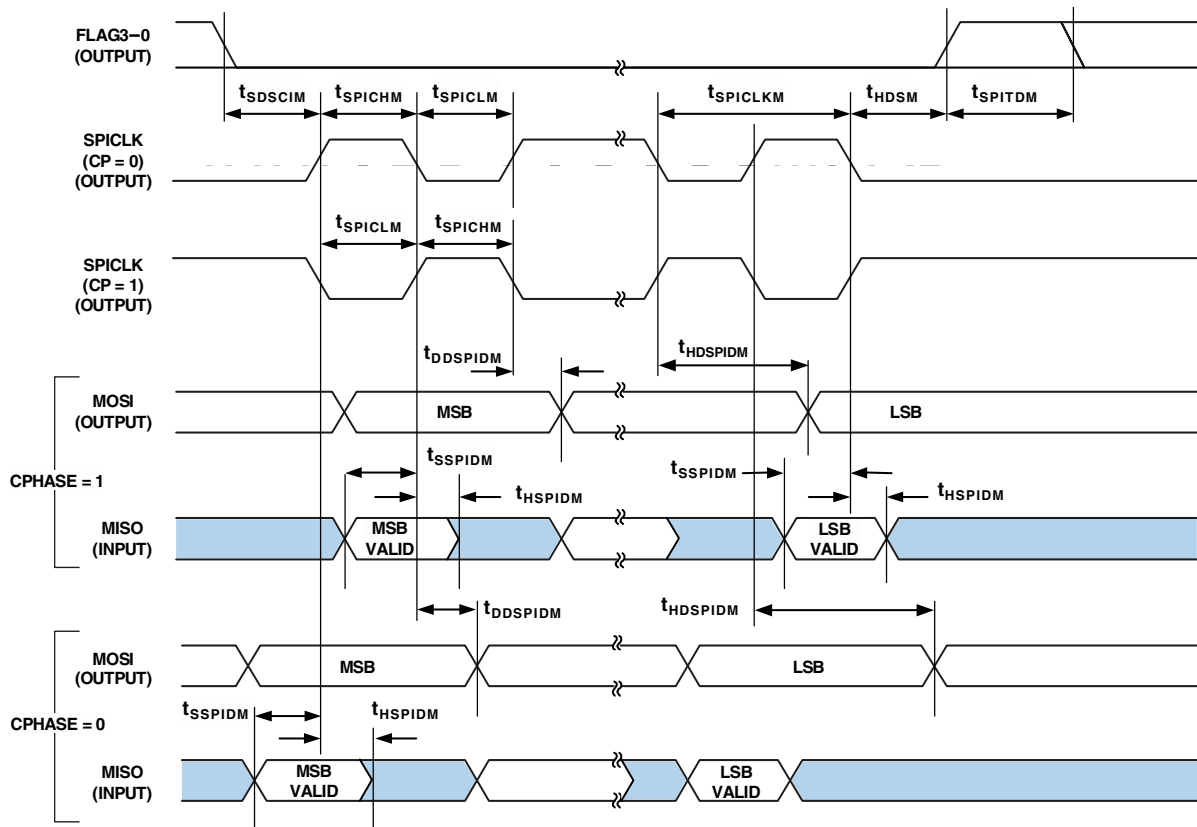 FLAG3–0
(OUTPUT)
tSDSCIM
tSPICHM
tSPICLM
tSPICLKM
tHDSM
tSPITDM
SPICLK
(CP = 0)
(OUTPUT)
tSPICLM
tSPICHM
SPICLK
(CP = 1)
(OUTPUT)
tDDSPIDM
tHDSPIDM
MOSI
(OUTPUT)
MSB
LSB
CPHASE = 1
tSSPIDM
tHSPIDM
tSSPIDM
tHSPIDM
MISO
(INPUT)
MSB
VALID
LSB
VALID
tDDSPIDM
tHDSPIDM
MOSI
(OUTPUT)
MSB
LSB
CPHASE = 0
tSSPIDM
tHSPIDM
MISO
(INPUT)
MSB
VALID
LSB
VALID